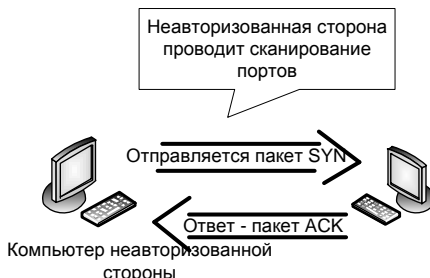 Неавторизованная сторона
проводит сканирование
портов
Отправляется пакет SYN
Ответ - пакет ACK
Компьютер неавторизованной
стороны